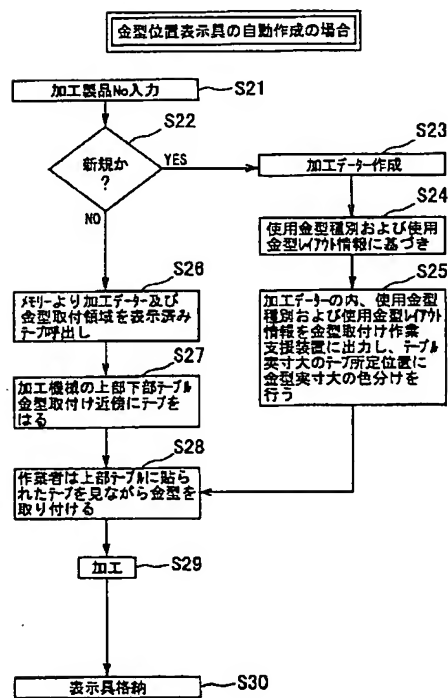 金型位置表示具の自動作成の場合
加工製品No入力
S21
S22
新規か
?
YES
NO
S23
加工データー作成
S24
使用金型種別および使用
金型レイアウト情報に基づき
S25
加工データーの内、使用金型
種別および使用金型レイアウト
情報を金型取付け作業
支援装置に出力し、テーブル
実寸大のテープ所定位置に
金型実寸大の色分けを
行う
S26
メモリーより加工データー及び
金型取付領域を表示済み
テープ呼出し
S27
加工機械の上部下部テーブル
金型取付け近傍にテープを
はる
S28
作業者は上部テーブルに貼ら
れたテープを見ながら金型を
取り付ける
S29
加工
S30
表示具格納